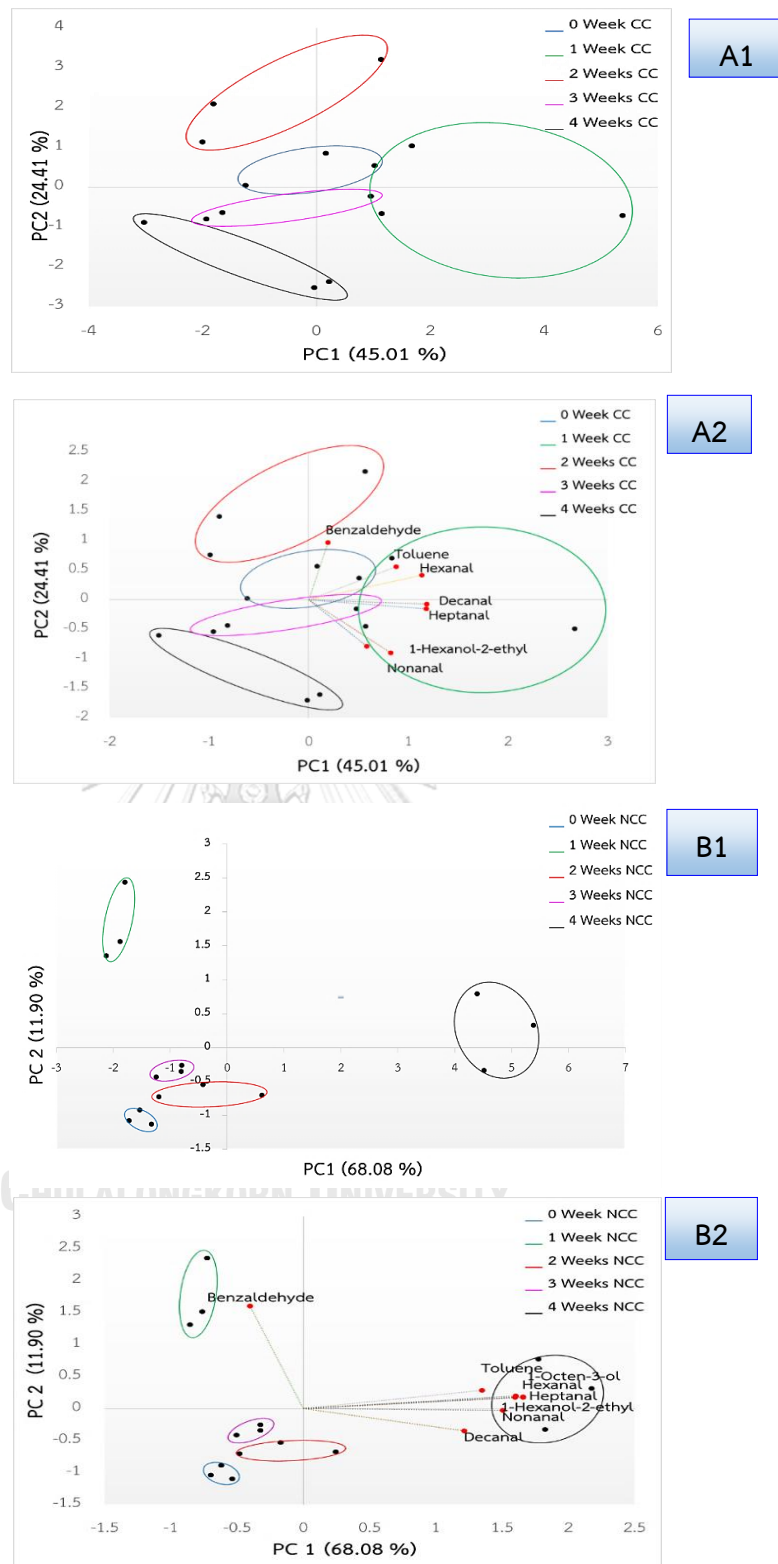 4
3
2
1
0
-1
-2
-3
-4
-2
0
2
4
6
PC2 (24.41 %)
PC1 (45.01 %)
0 Week CC
1 Week CC
2 Weeks CC
3 Weeks CC
4 Weeks CC
A1
2.5
2
1.5
1
0.5
0
-0.5
-1
-1.5
-2
-2
-1
0
1
2
3
PC2 (24.41 %)
PC1 (45.01 %)
0 Week CC
1 Week CC
2 Weeks CC
3 Weeks CC
4 Weeks CC
Benzaldehyde
Toluene
Hexanal
Decanal
Heptanal
1-Hexanol-2-ethyl
Nonanal
A2
3
2.5
2
1.5
1
0.5
0
-0.5
-1
-1.5
-3
-2
-1
0
1
2
3
4
5
6
7
PC 2 (11.90 %)
PC1 (68.08 %)
0 Week NCC
1 Week NCC
2 Weeks NCC
3 Weeks NCC
4 Weeks NCC
B1
3
2.5
2
1.5
1
0.5
0
-0.5
-1
-1.5
-1.5
-1
-0.5
0
0.5
1
1.5
2
2.5
PC 2 (11.90 %)
PC 1 (68.08 %)
0 Week NCC
1 Week NCC
2 Weeks NCC
3 Weeks NCC
4 Weeks NCC
Benzaldehyde
Toluene
1-Octen-3-ol
Hexanal
Heptanal
1-Hexanol-2-ethyl
Nonanal
Decanal
B2